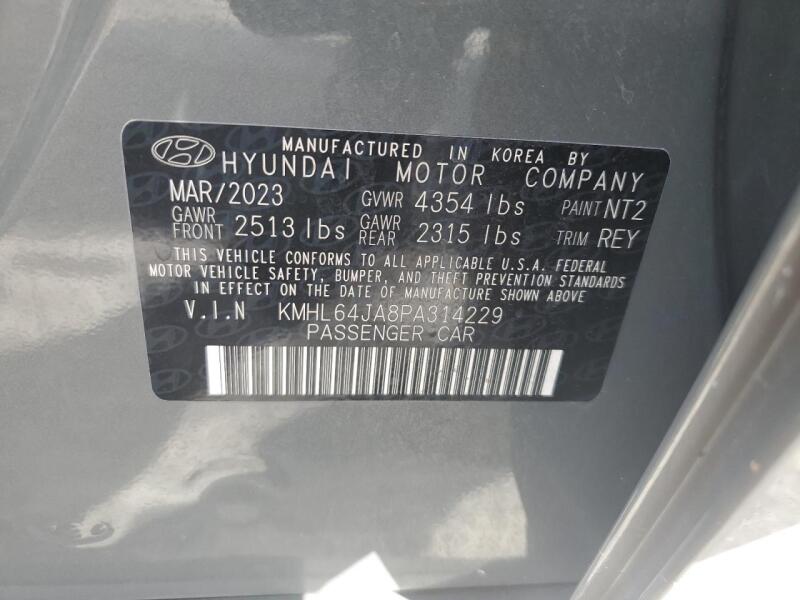 MANUFACTURED IN KOREA BY
HYUNDAI MOTOR COMPANY
MAR/2023 GVWR 4354 lbs PAINT NT2
GAWR FRONT 2513 lbs GAWR REAR 2315 lbs TRIM REY
THIS VEHICLE CONFORMS TO ALL APPLICABLE U.S.A. FEDERAL
MOTOR VEHICLE SAFETY, BUMPER, AND THEFT PREVENTION STANDARDS
IN EFFECT ON THE DATE OF MANUFACTURE SHOWN ABOVE
V.I.N KMHL64JA8PA314229
PASSENGER CAR